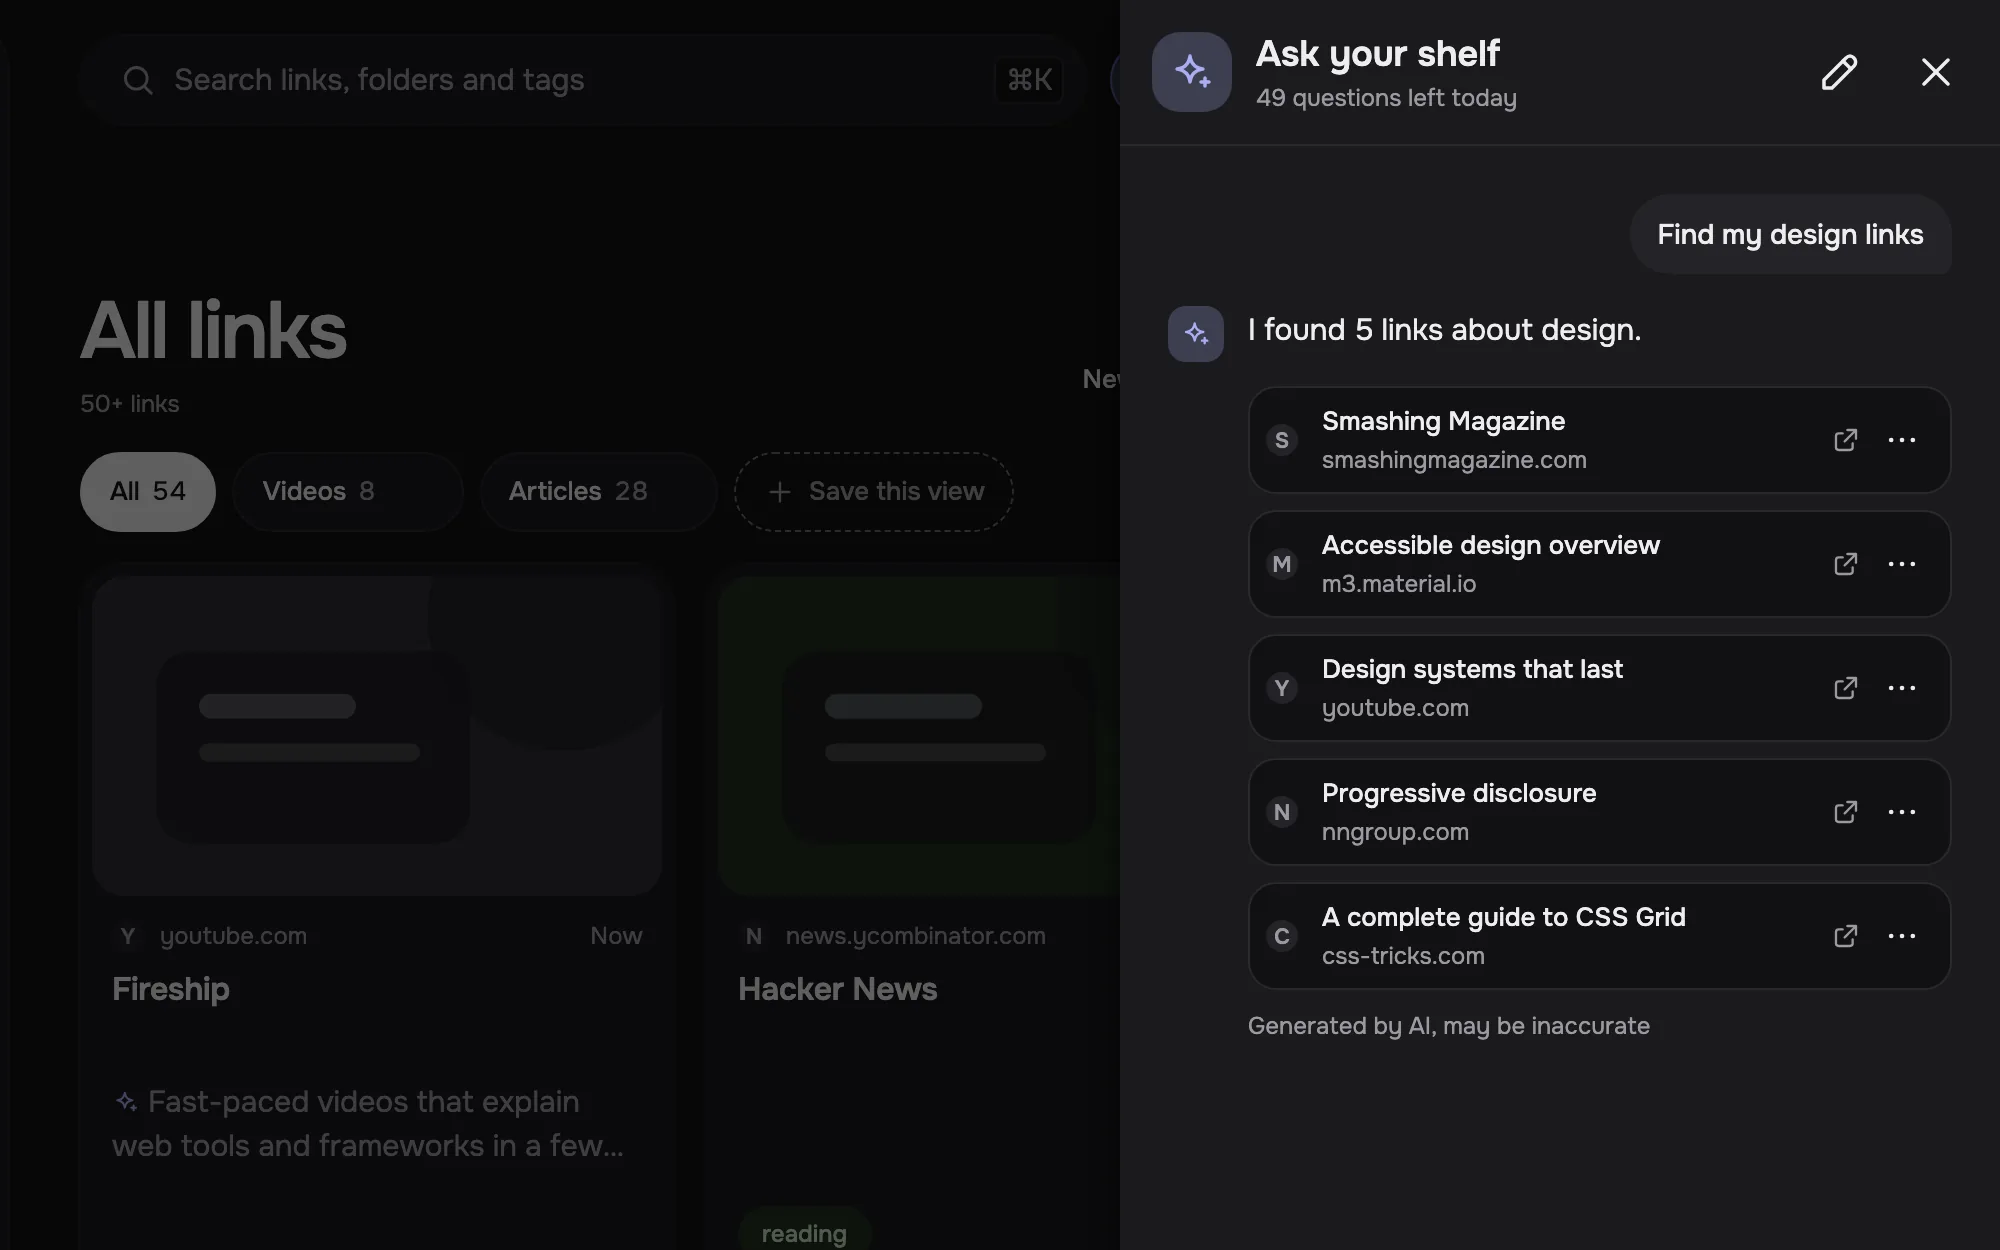 Search links, folders and tags
⌘K
All links
50+ links
All 54
Videos 8
Articles 28
+ Save this view
Y
youtube.com
Now
Fireship
Fast-paced videos that explain
web tools and frameworks in a few...
N
news.ycombinator.com
Hacker News
reading
Ask your shelf
49 questions left today
Find my design links
I found 5 links about design.
S
Smashing Magazine
smashingmagazine.com
M
Accessible design overview
m3.material.io
Y
Design systems that last
youtube.com
N
Progressive disclosure
nngroup.com
C
A complete guide to CSS Grid
css-tricks.com
Generated by AI, may be inaccurate